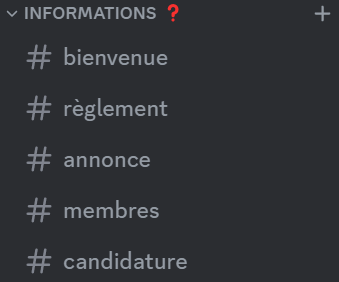 INFORMATIONS ❓
# bienvenue
# règlement
# annonce
# membres
# candidature